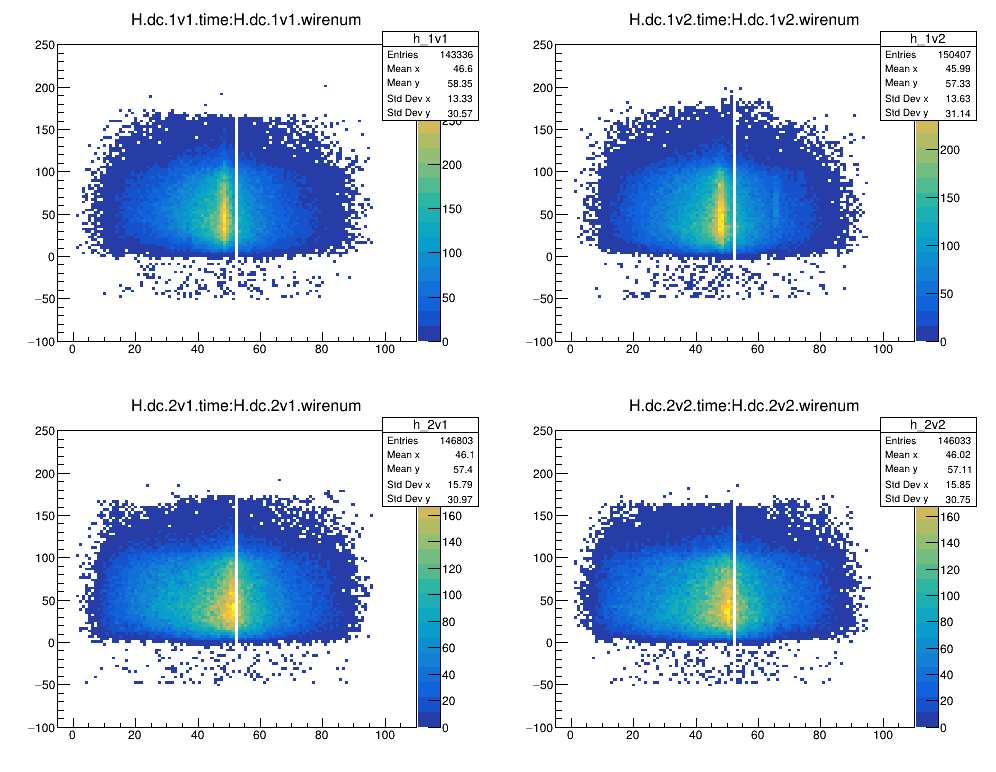 H.dc.1v1.time:H.dc.1v1.wirenum
h_1v1
Entries 143336
Mean x 46.6
Mean y 58.35
Std Dev x 13.33
Std Dev y 30.57
250
200
150
100
50
0
−50
−100
0 20 40 60 80 100
250
200
150
100
50
0
H.dc.1v2.time:H.dc.1v2.wirenum
h_1v2
Entries 150407
Mean x 45.99
Mean y 57.33
Std Dev x 13.63
Std Dev y 31.14
250
200
150
100
50
0
−50
−100
0 20 40 60 80 100
200
150
100
50
0
H.dc.2v1.time:H.dc.2v1.wirenum
h_2v1
Entries 146803
Mean x 46.1
Mean y 57.4
Std Dev x 15.79
Std Dev y 30.97
250
200
150
100
50
0
−50
−100
0 20 40 60 80 100
160
140
120
100
80
60
40
20
0
H.dc.2v2.time:H.dc.2v2.wirenum
h_2v2
Entries 146033
Mean x 46.02
Mean y 57.11
Std Dev x 15.85
Std Dev y 30.75
250
200
150
100
50
0
−50
−100
0 20 40 60 80 100
160
140
120
100
80
60
40
20
0